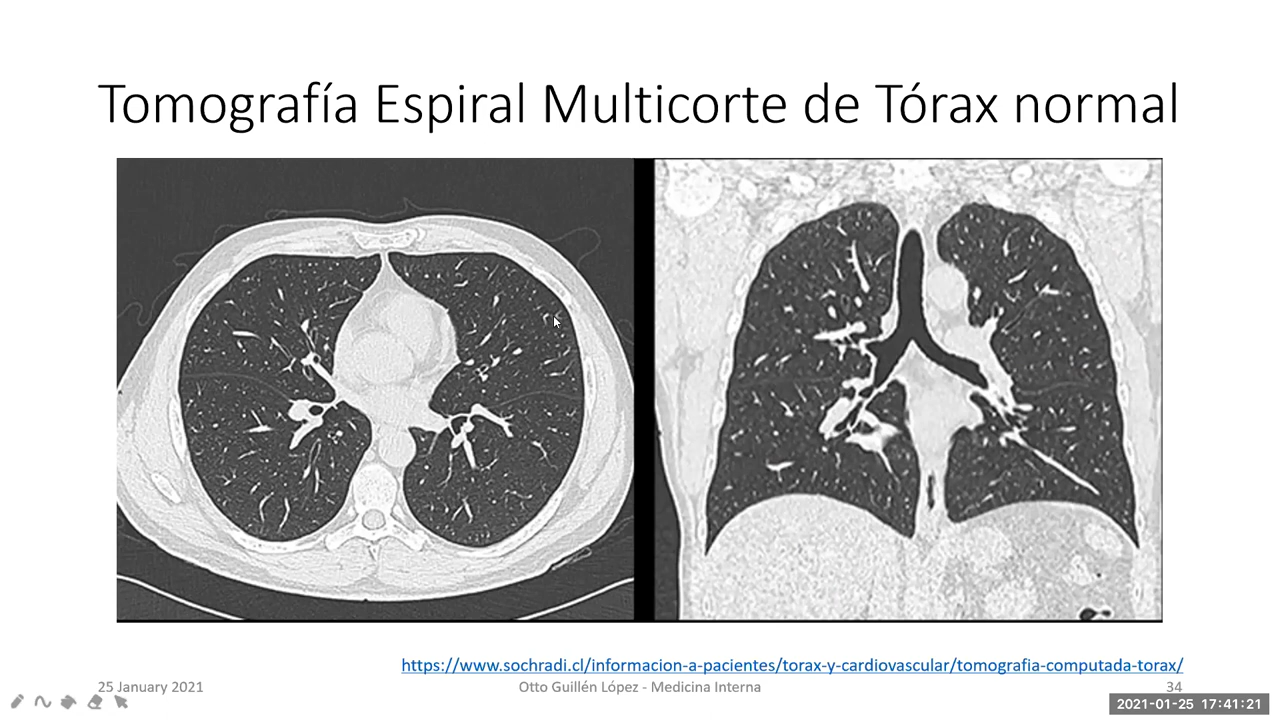 Tomografía Espiral Multicorte de Tórax normal
https://www.sochradi.cl/informacion-a-pacientes/torax-y-cardiovascular/tomografia-computada-torax/
25 January 2021
Otto Guillén López - Medicina Interna
34
2021-01-25 17:41:21